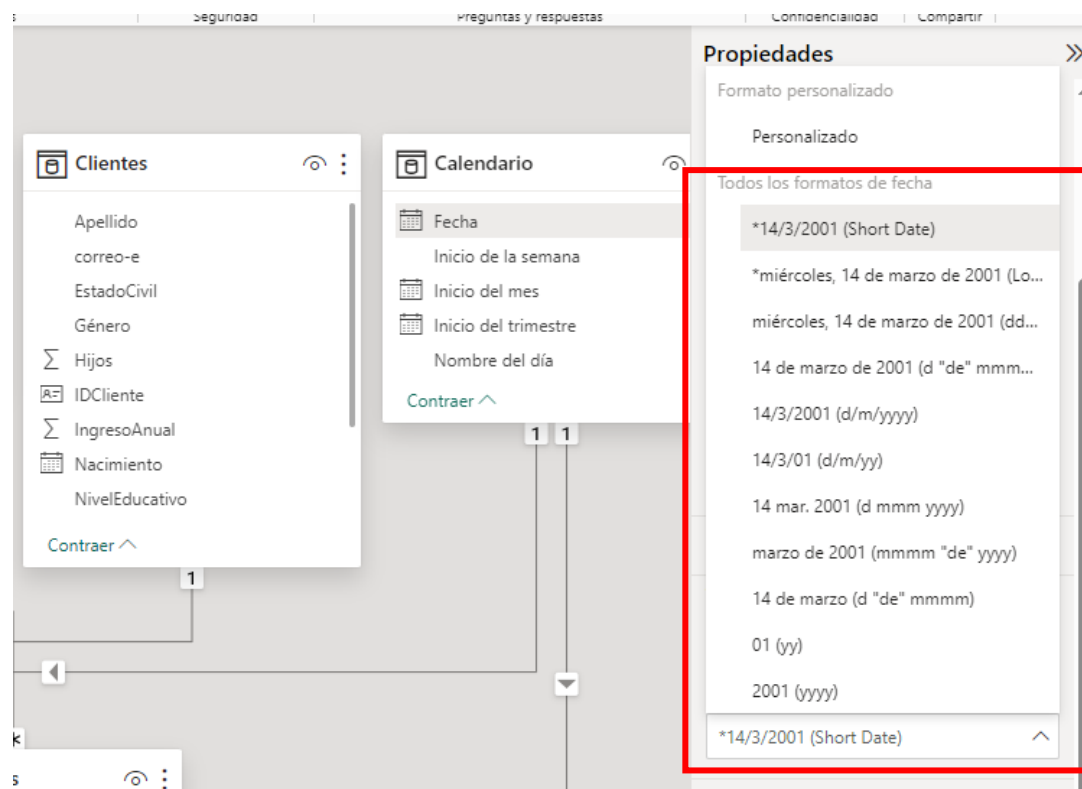 Seguridad
Preguntas y respuestas
Confidencialidad
Compartir
Propiedades
Formato personalizado
Personalizado
Todos los formatos de fecha
*14/3/2001 (Short Date)
*miércoles, 14 de marzo de 2001 (Lo...
miércoles, 14 de marzo de 2001 (dd...
14 de marzo de 2001 (d "de" mmm...
14/3/2001 (d/m/yyyy)
14/3/01 (d/m/yy)
14 mar. 2001 (d mmm yyyy)
marzo de 2001 (mmmm "de" yyyy)
14 de marzo (d "de" mmmm)
01 (yy)
2001 (yyyy)
*14/3/2001 (Short Date)
Clientes
Apellido
correo-e
EstadoCivil
Género
Hijos
IDCliente
IngresoAnual
Nacimiento
NivelEducativo
Contraer
1
Calendario
Fecha
Inicio de la semana
Inicio del mes
Inicio del trimestre
Nombre del día
Contraer
1 1
s